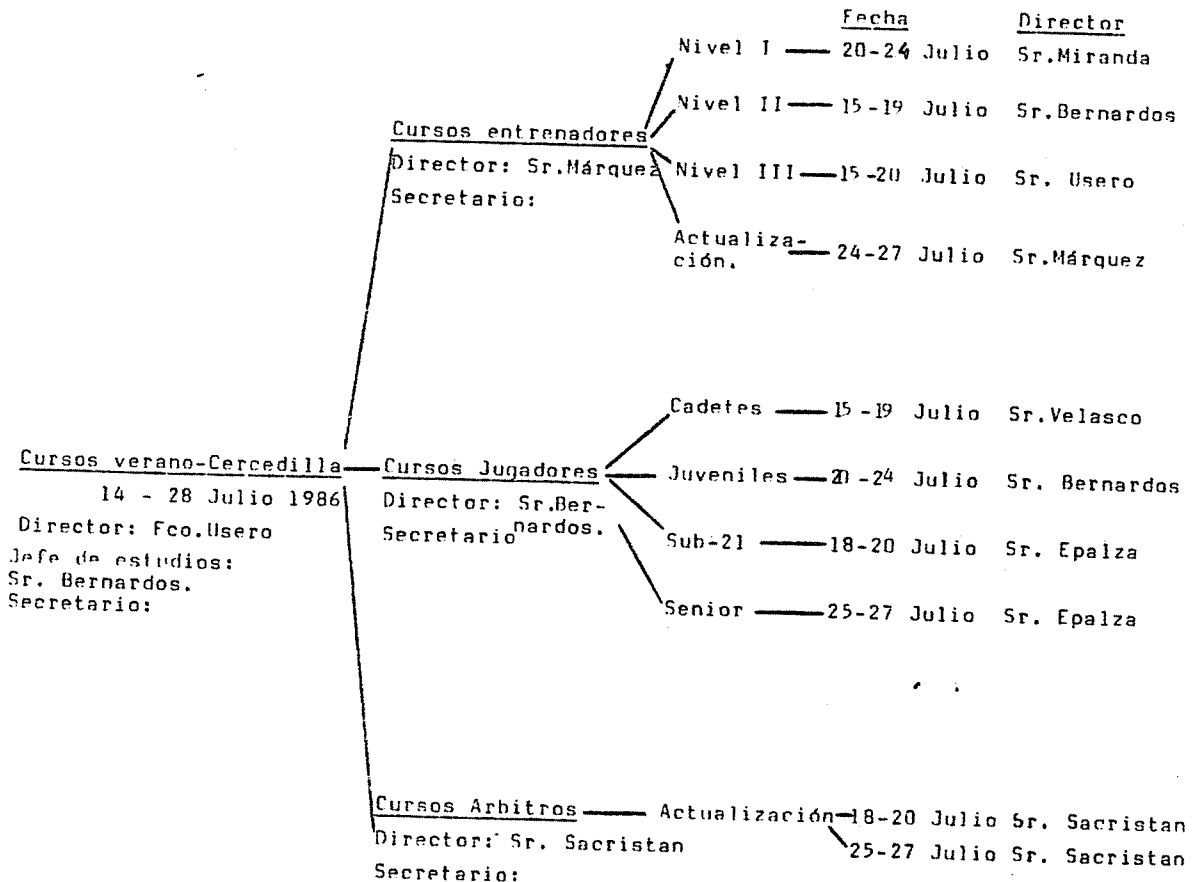 Fecha Director
Nivel I 20-24 Julio Sr.Miranda
Nivel II 15-19 Julio Sr.Bernardos
Cursos entrenadores
Director: Sr.Márquez Nivel III 15-20 Julio Sr. Usero
Secretario:
Actualiza-
ción. 24-27 Julio Sr.Márquez
Cadetes 15-19 Julio Sr.Velasco
Cursos verano-Cercedilla Cursos Jugadores Juveniles 20-24 Julio Sr. Bernardos
14 - 28 Julio 1986 Director: Sr.Ber-
nardos.
Director: Fco.Usero Secretario Sub-21 18-20 Julio Sr. Epalza
Jefe de estudios:
Sr. Bernardos.
Secretario:
Senior 25-27 Julio Sr. Epalza
Cursos Arbitros Actualización 18-20 Julio Sr. Sacristan
Director: Sr. Sacristan 25-27 Julio Sr. Sacristan
Secretario: